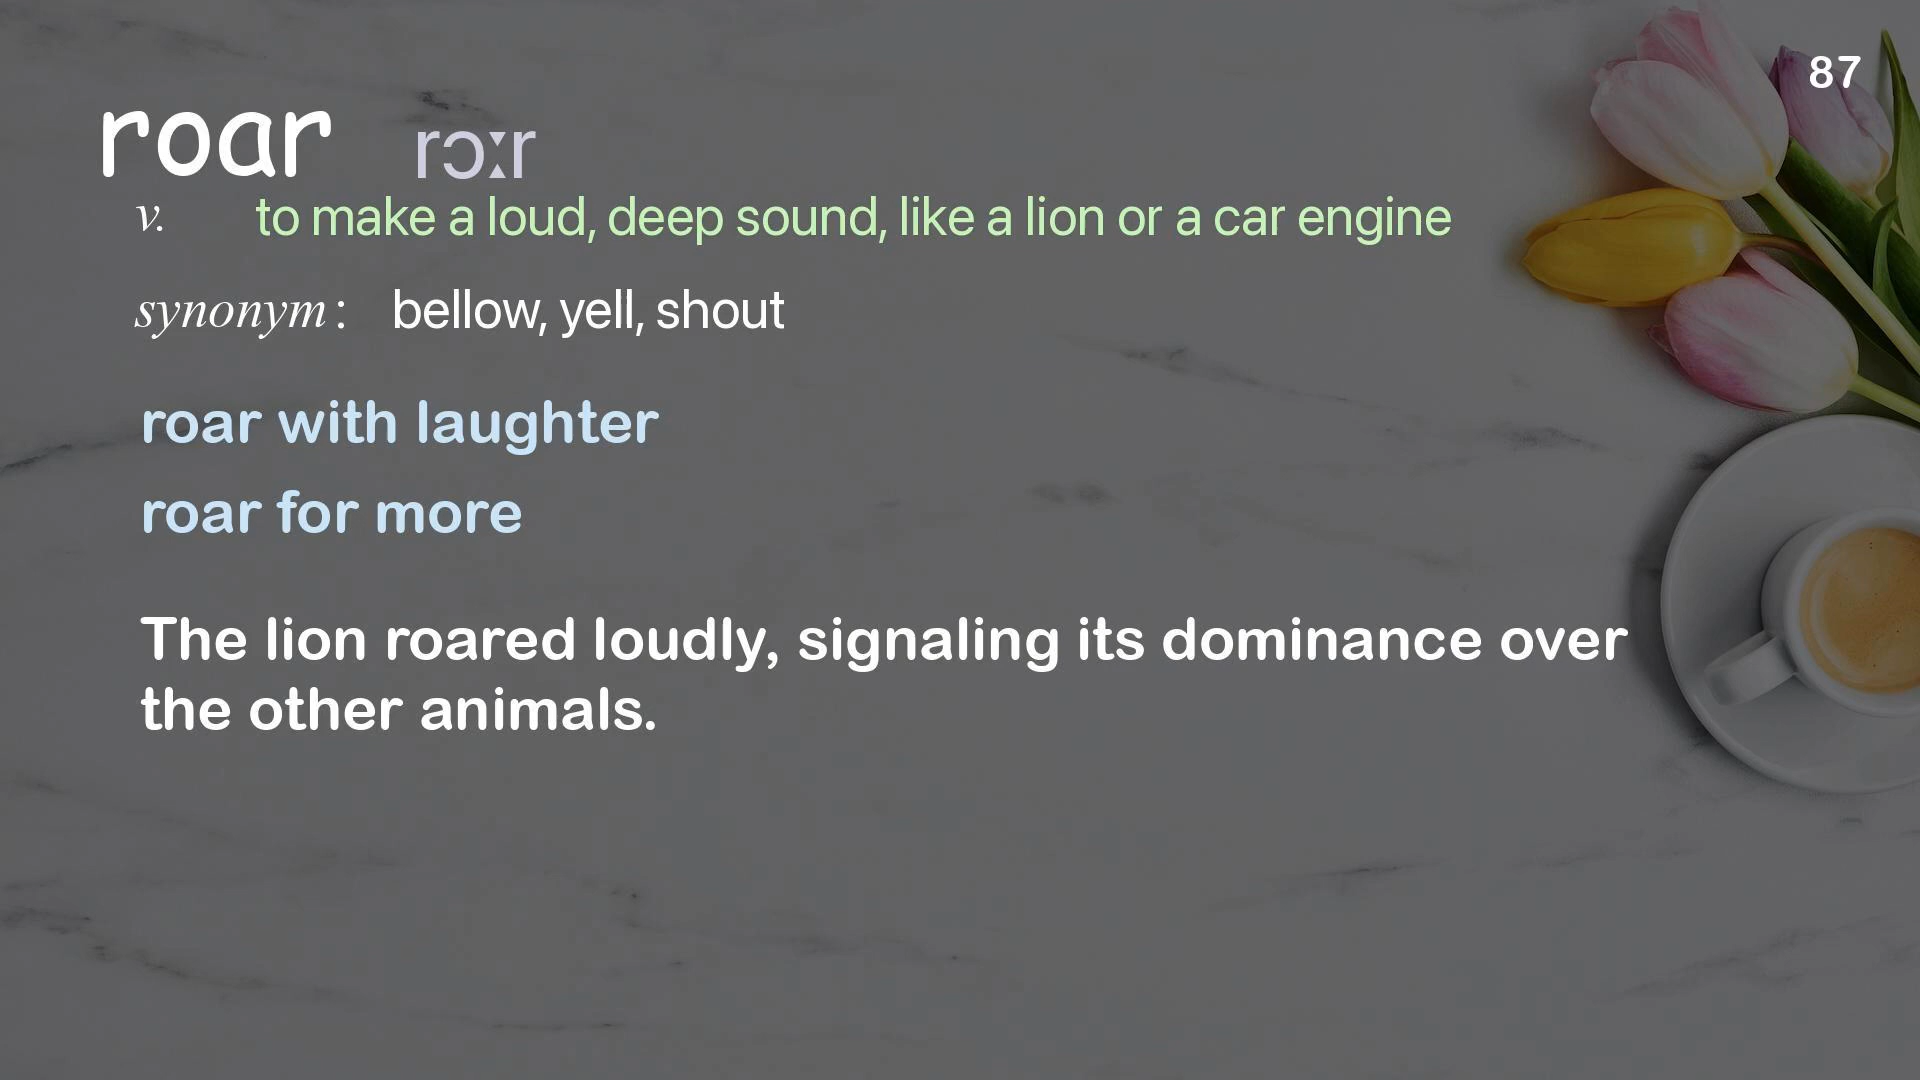 87
roar rɔːr
v. to make a loud, deep sound, like a lion or a car engine
synonym: bellow, yell, shout
roar with laughter
roar for more
The lion roared loudly, signaling its dominance over
the other animals.